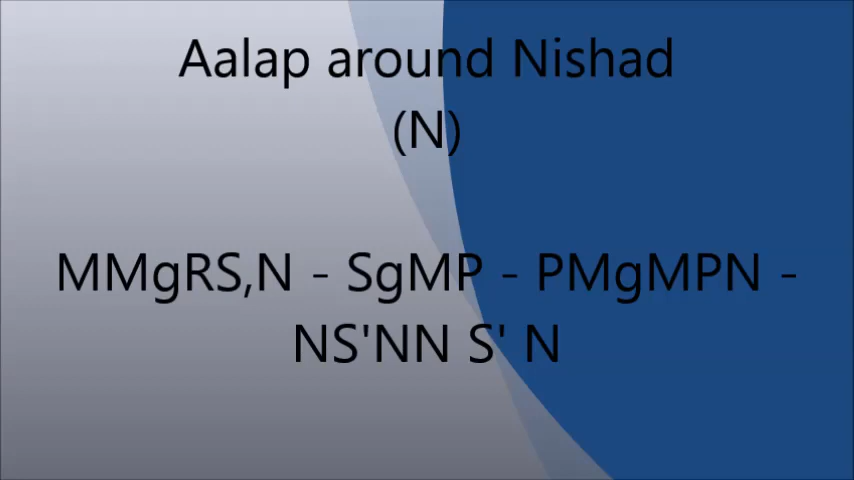 Aalap around Nishad
(N)
MMgRS,N - SgMP - PMgMPN -
NS'NN S' N